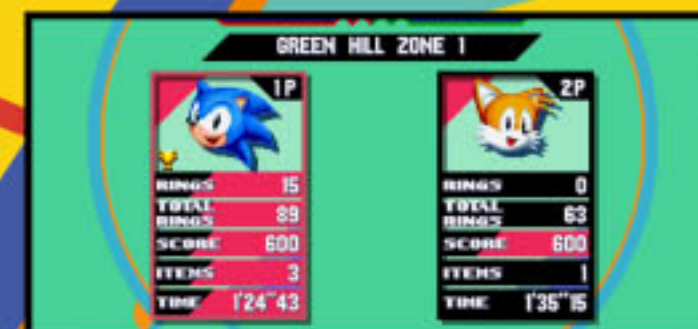 GREEN HILL ZONE 1
1P
RINGS 15
TOTAL RINGS 89
SCORE 600
ITEMS 3
TIME 1'24"43
2P
RINGS 0
TOTAL RINGS 63
SCORE 600
ITEMS 1
TIME 1'35"15